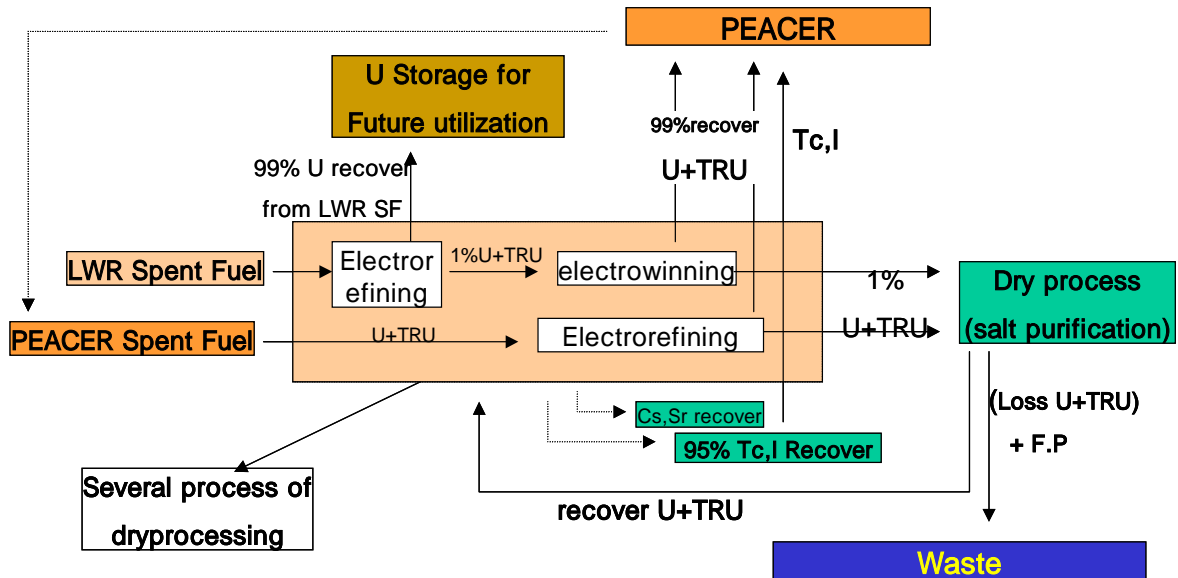 PEACER
U Storage for
Future utilization
99%recover
Tc,I
99% U recover
U+TRU
from LWR SF
LWR Spent Fuel
Electror
efining
1%U+TRU
electrowinning
1%
Dry process
(salt purification)
PEACER Spent Fuel
U+TRU
Electrorefining
U+TRU
Cs,Sr recover
95% Tc,I Recover
(Loss U+TRU)
+ F.P
Several process of
dryprocessing
recover U+TRU
Waste